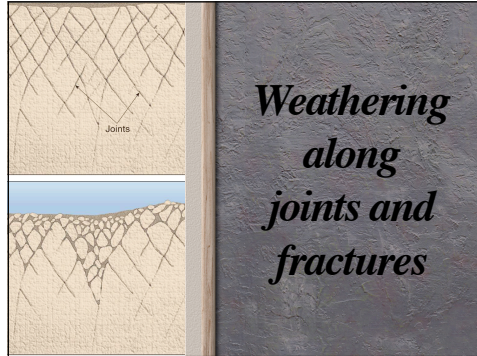 Joints
Weathering
along
joints and
fractures